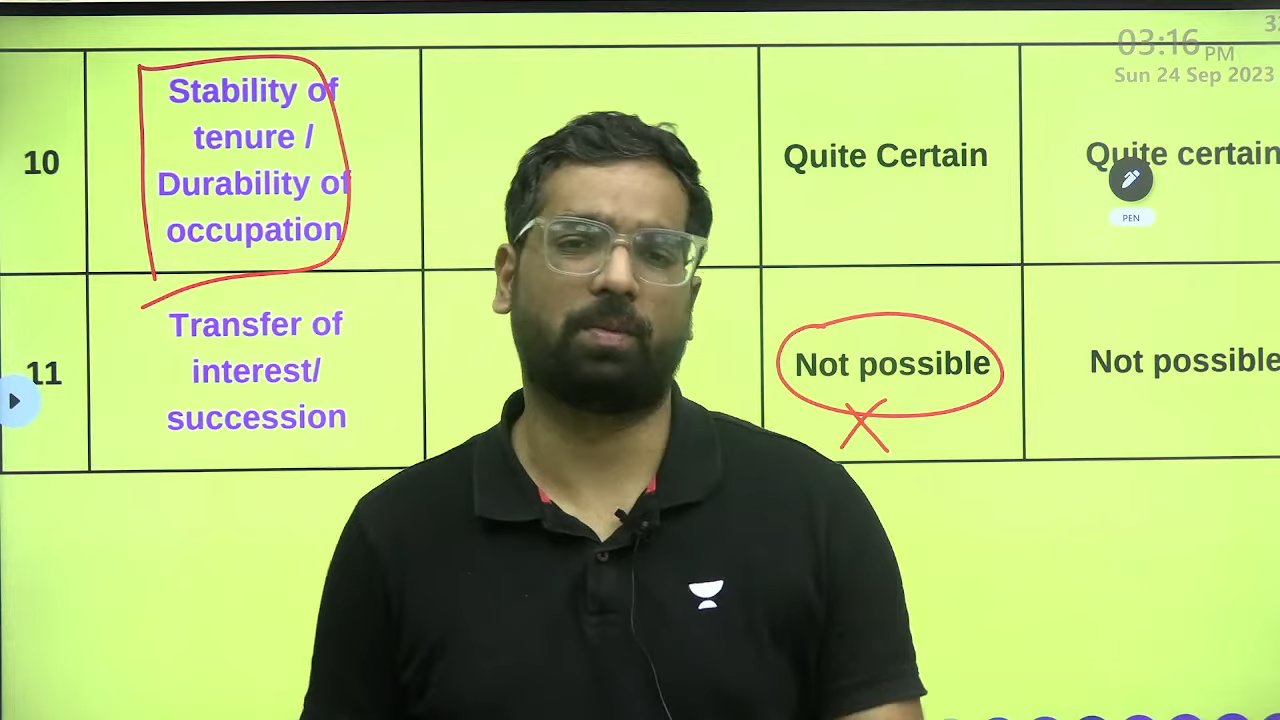 32
03:16 PM
Sun 24 Sep 2023
10
Stability of
tenure /
Durability of
occupation
Quite Certain
Quite certain
PEN
11
Transfer of
interest/
succession
Not possible
Not possible